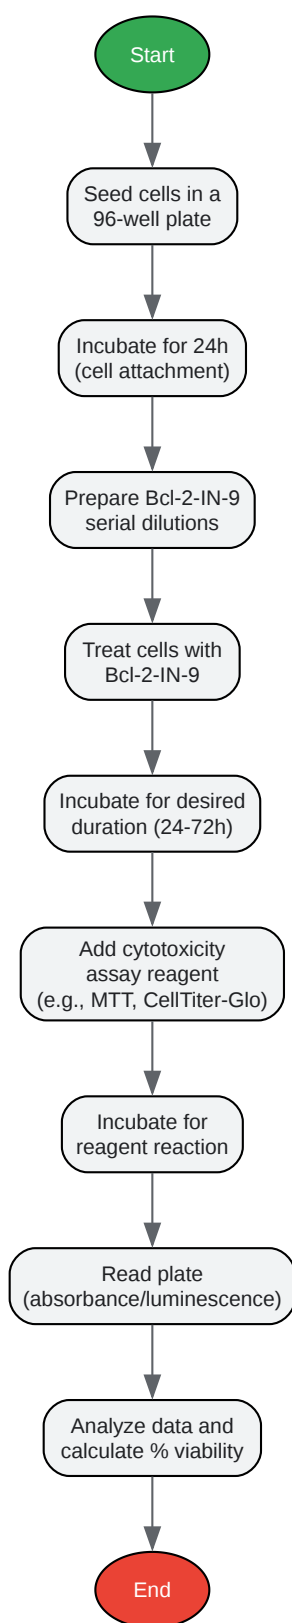 Start
Seed cells in a
96-well plate
Incubate for 24h
(cell attachment)
Prepare Bcl-2-IN-9
serial dilutions
Treat cells with
Bcl-2-IN-9
Incubate for desired
duration (24-72h)
Add cytotoxicity
assay reagent
(e.g., MTT, CellTiter-Glo)
Incubate for
reagent reaction
Read plate
(absorbance/luminescence)
Analyze data and
calculate % viability
End